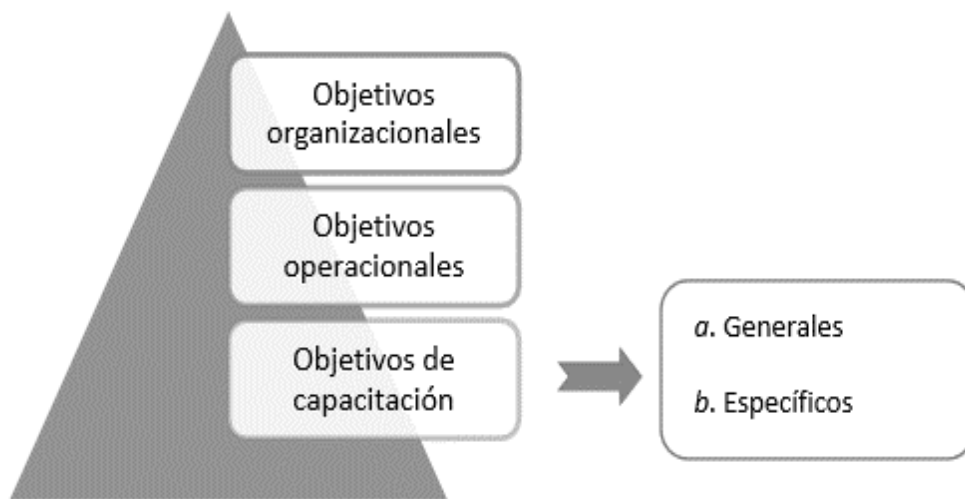 Objetivos
organizacionales
Objetivos
operacionales
Objetivos de
capacitación
a. Generales
b. Específicos